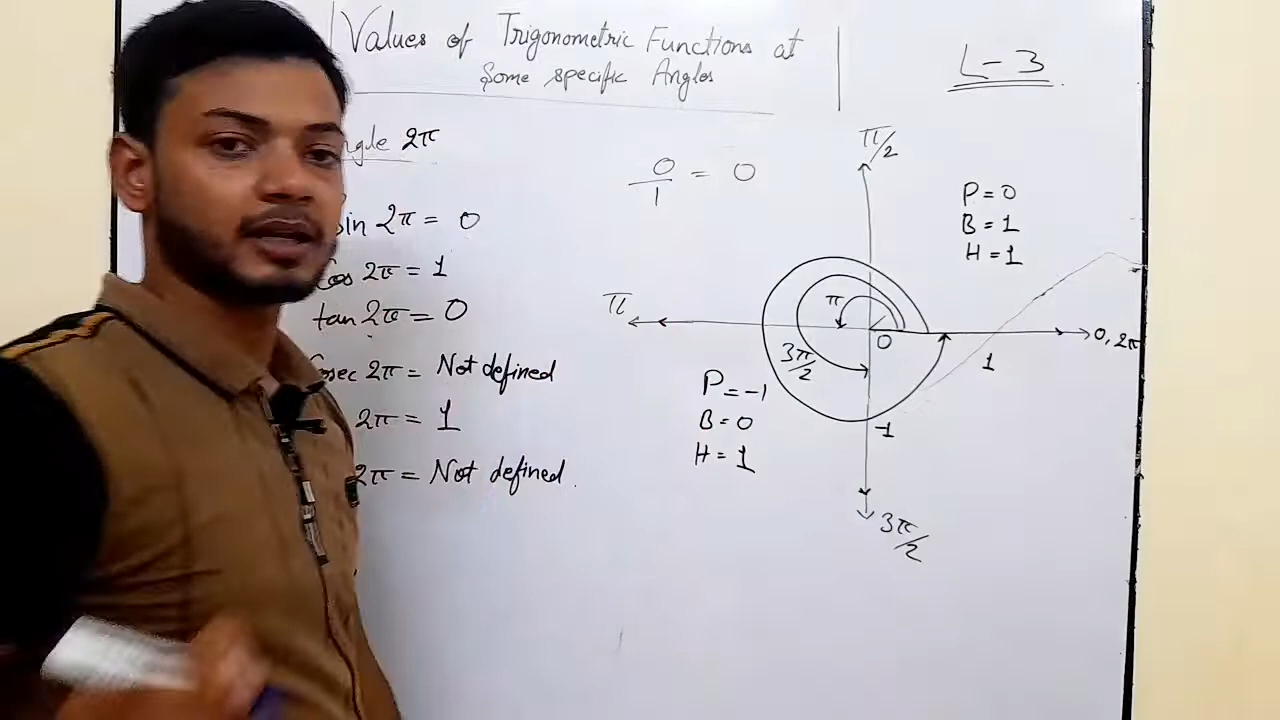 Values of Trigonometric Functions at
Some specific Angles
L-3
2π
sin 2π = 0
Cos 2π = 1
tan 2π = 0
Cosec 2π = Not defined
2π = 1
2π = Not defined.
0/1 = 0
π/2
P = 0
B = 1
H = 1
π
π
0
0, 2π
1
3π/2
P = -1
B = 0
H = 1
-1
3π/2